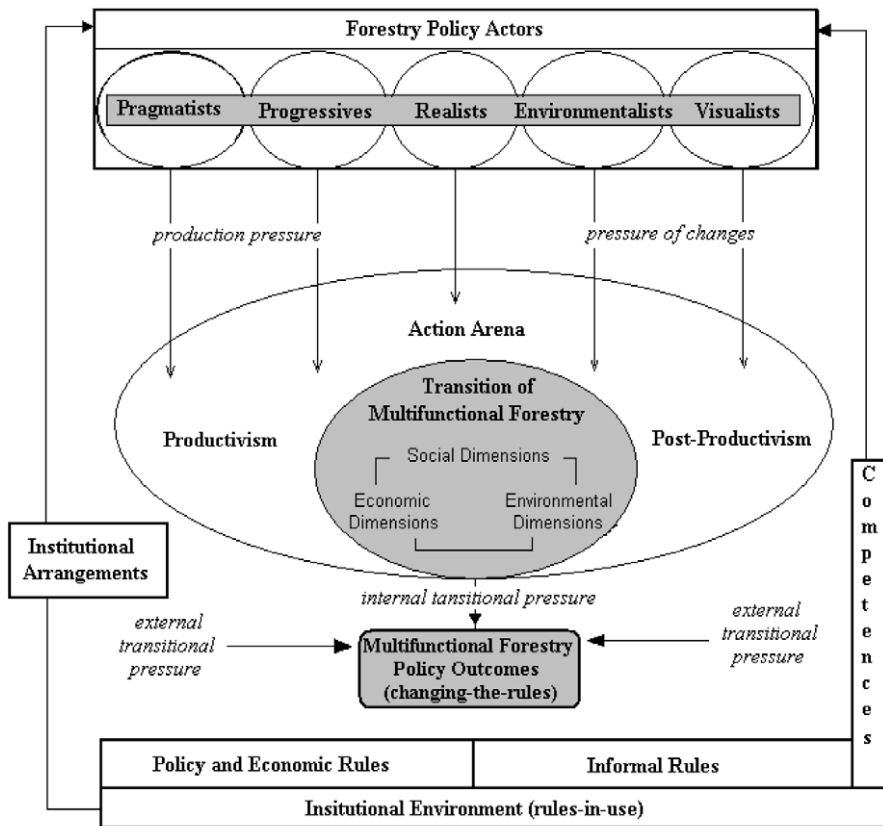 Forestry Policy Actors
Pragmatists Progressives Realists Environmentalists Visualists
production pressure
pressure of changes
Action Arena
Transition of
Multifunctional Forestry
Productivism
Post-Productivism
Social Dimensions
Economic
Dimensions
Environmental
Dimensions
Competences
Institutional
Arrangements
internal tansitional pressure
external
transitional
pressure
external
transitional
pressure
Multifunctional Forestry
Policy Outcomes
(changing-the-rules)
Policy and Economic Rules
Informal Rules
Insitutional Environment (rules-in-use)